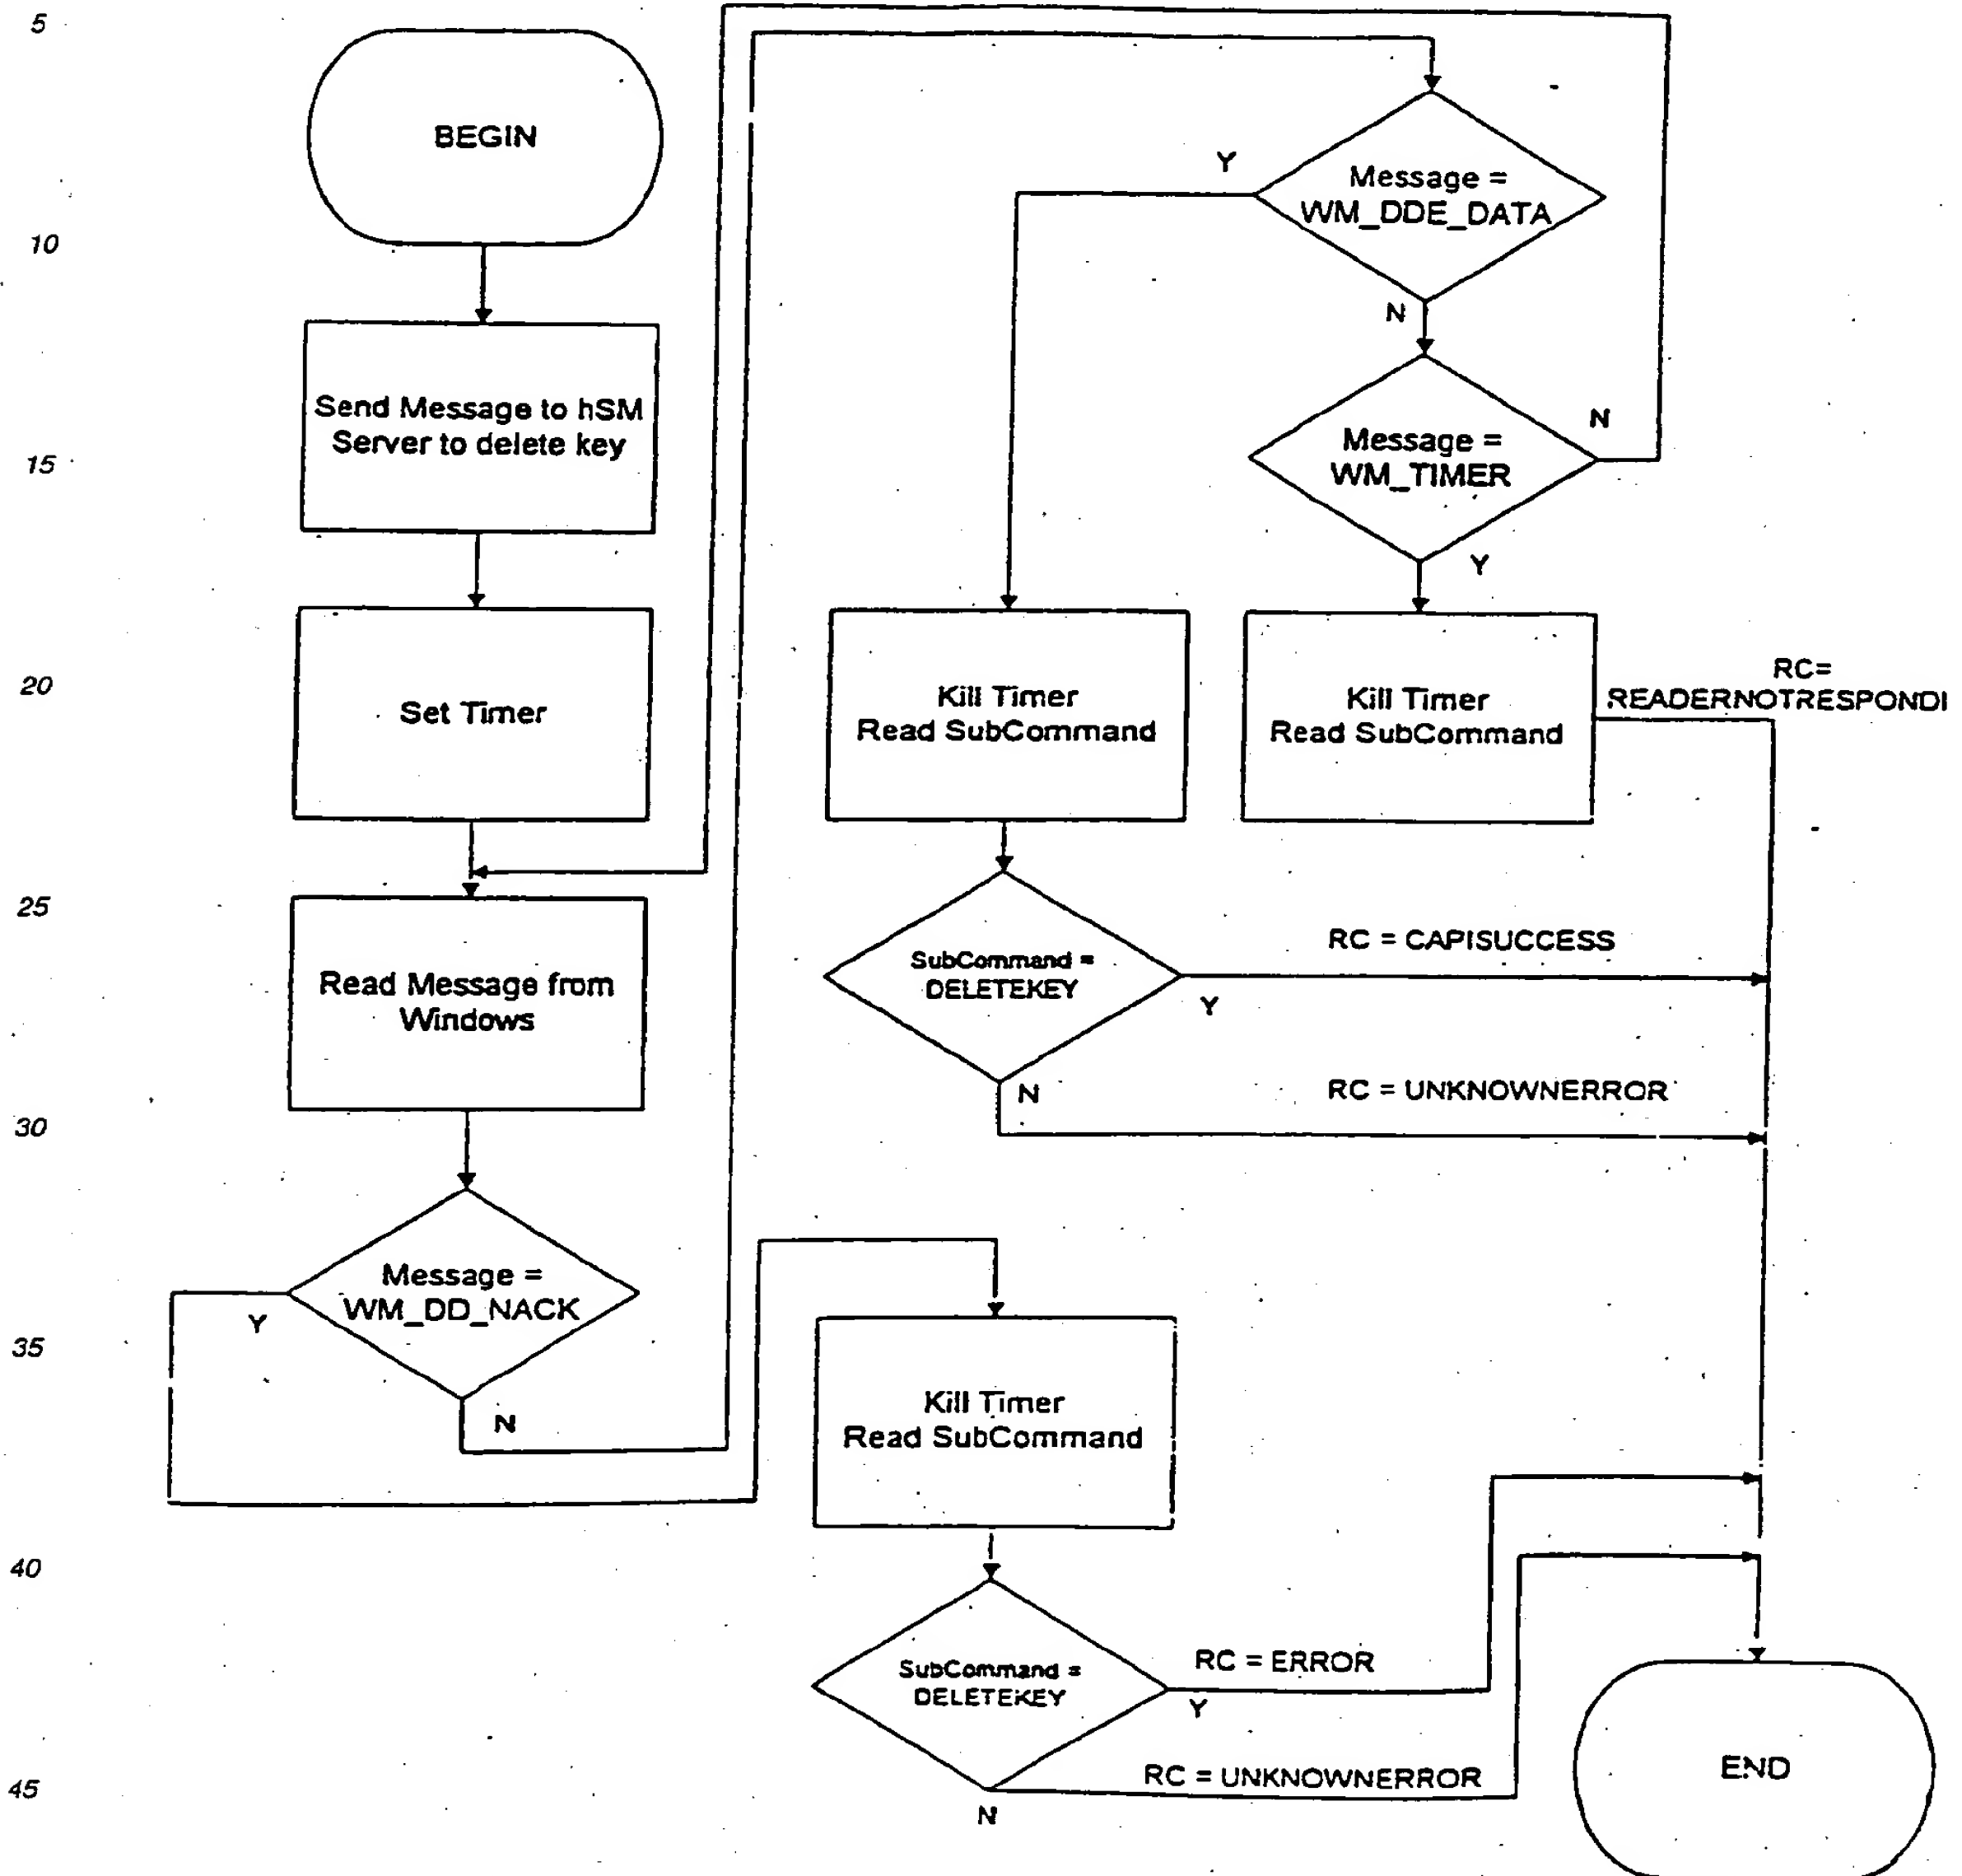 5
BEGIN
Message =
WM_DDE_DATA
Y
N
10
Send Message to hSM
Server to delete key
15
Message =
WM_TIMER
N
Y
Set Timer
20
Kill Timer
Read SubCommand
Kill Timer
Read SubCommand
RC=
READERNOTRESPONDI
25
Read Message from
Windows
SubCommand =
DELETEKEY
RC = CAPISUCCESS
Y
N
RC = UNKNOWNERROR
30
Message =
WM_DD_NACK
Y
N
35
Kill Timer
Read SubCommand
40
SubCommand =
DELETEKEY
RC = ERROR
Y
RC = UNKNOWNERROR
N
END
45